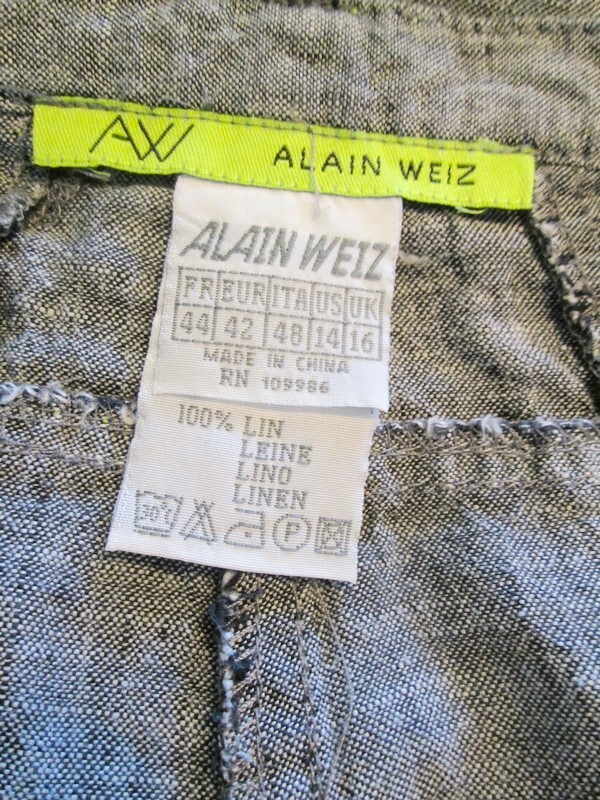 AW ALAIN WEIZ
ALAIN WEIZ
FR EUR ITA US UK
44 42 48 14 16
MADE IN CHINA
RN 109986
100% LIN
LEINE
LINO
LINEN
P